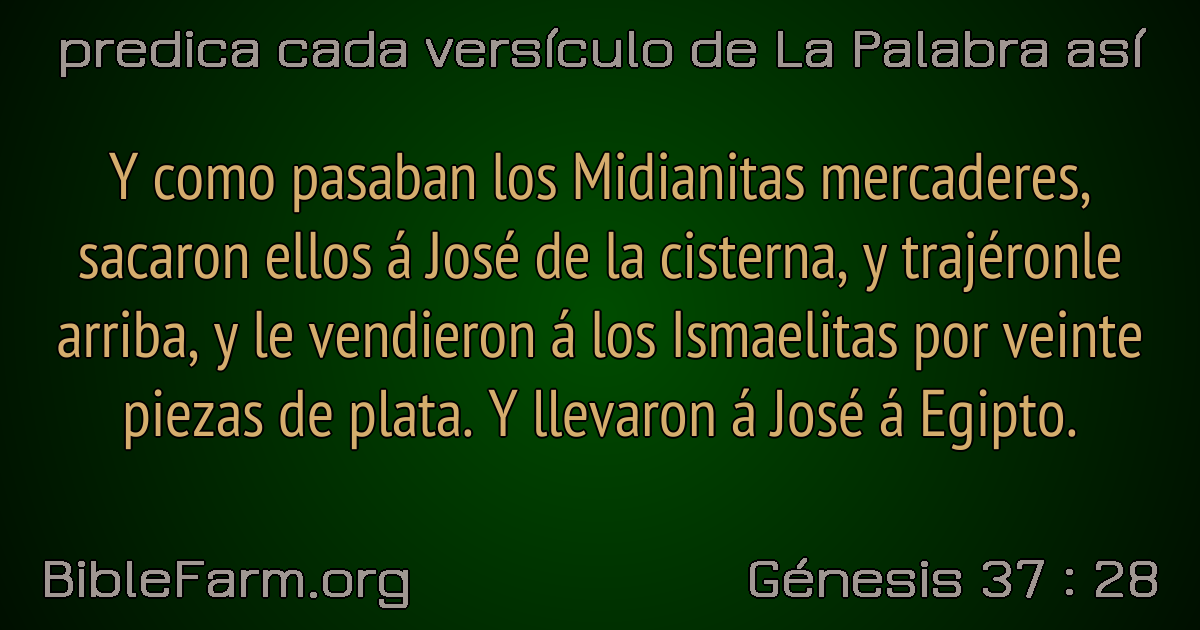 predica cada versículo de La Palabra así
Y como pasaban los Midianitas mercaderes,
sacaron ellos á José de la cisterna, y trajéronle
arriba, y le vendieron á los Ismaelitas por veinte
piezas de plata. Y llevaron á José á Egipto.
BibleFarm.org
Génesis 37 : 28